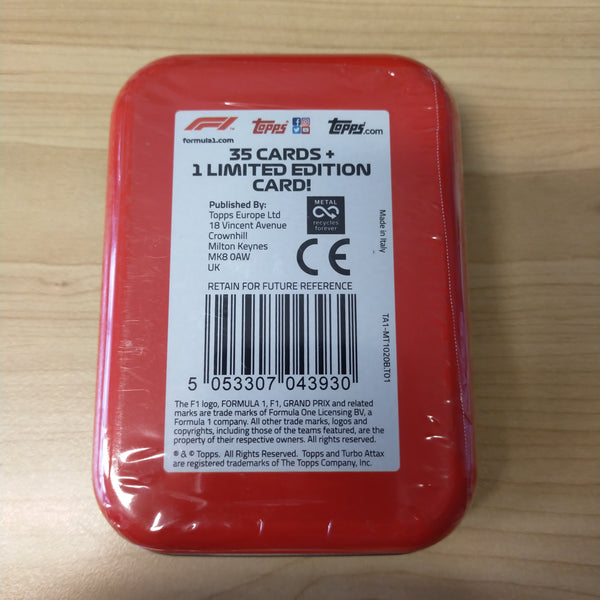 F1™ Topps® Topps®.com
formula1.com
35 CARDS +
1 LIMITED EDITION
CARD!
Published By:
Topps Europe Ltd
18 Vincent Avenue
Crownhill
Milton Keynes
MK8 0AW
UK
METAL
recycles
forever
CE
Made in Italy
RETAIN FOR FUTURE REFERENCE
TA1-MT1020B.T01
5 053307 043930
The F1 logo, FORMULA 1, F1, GRAND PRIX and related
marks are trade marks of Formula One Licensing BV, a
Formula 1 company. All other trade marks, logos and
copyrights, including those of the teams featured, are the
property of their respective owners. All rights reserved.
® & © Topps. All Rights Reserved. Topps and Turbo Attax
are registered trademarks of The Topps Company, Inc.